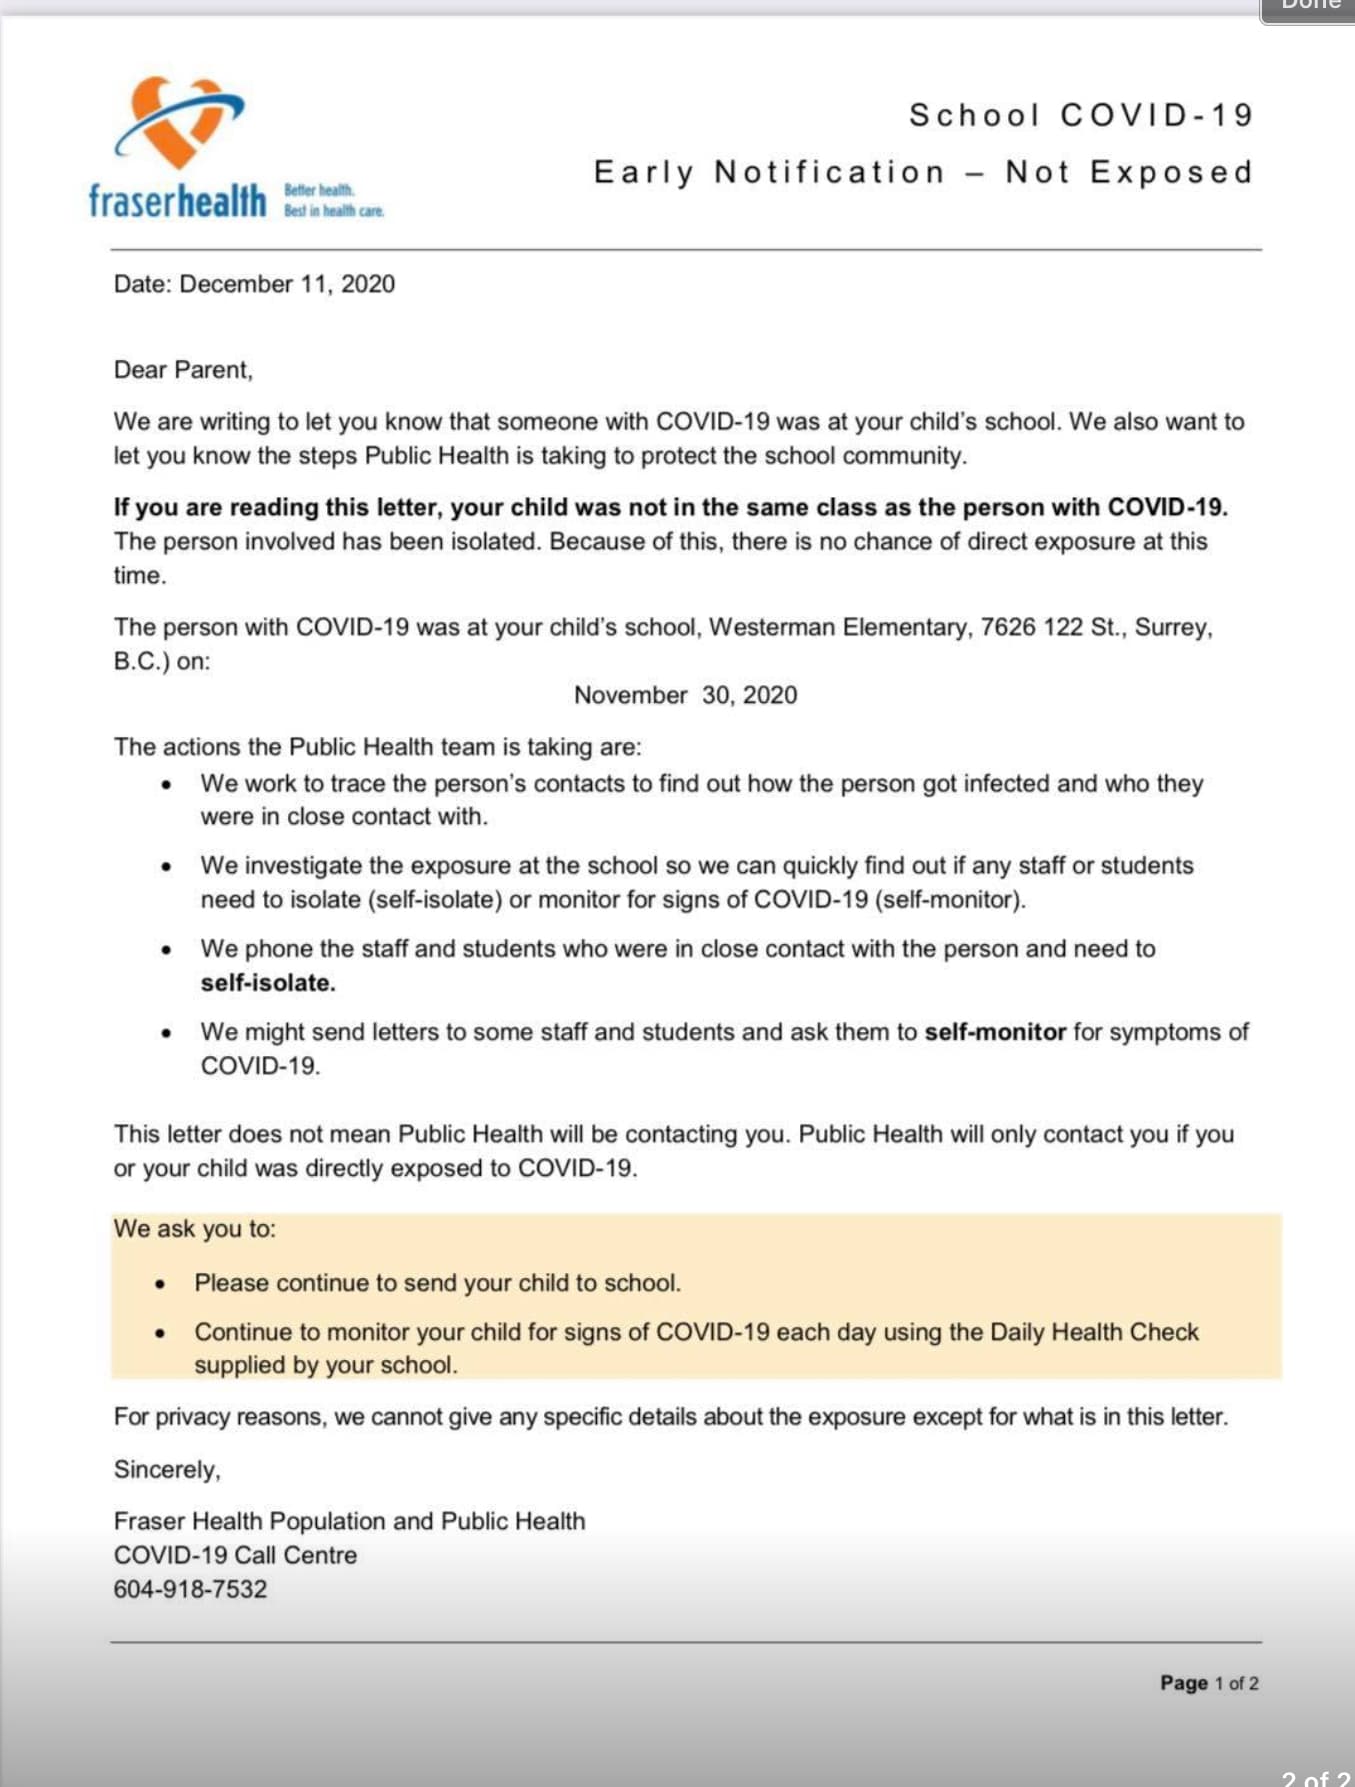 Done
School COVID-19
Early Notification – Not Exposed
fraserhealth
Better health.
Best in health care.
Date: December 11, 2020
Dear Parent,
We are writing to let you know that someone with COVID-19 was at your child's school. We also want to
let you know the steps Public Health is taking to protect the school community.
If you are reading this letter, your child was not in the same class as the person with COVID-19.
The person involved has been isolated. Because of this, there is no chance of direct exposure at this
time.
The person with COVID-19 was at your child's school, Westerman Elementary, 7626 122 St., Surrey,
B.C.) on:
November 30, 2020
The actions the Public Health team is taking are:
• We work to trace the person's contacts to find out how the person got infected and who they
were in close contact with.
• We investigate the exposure at the school so we can quickly find out if any staff or students
need to isolate (self-isolate) or monitor for signs of COVID-19 (self-monitor).
• We phone the staff and students who were in close contact with the person and need to
self-isolate.
• We might send letters to some staff and students and ask them to self-monitor for symptoms of
COVID-19.
This letter does not mean Public Health will be contacting you. Public Health will only contact you if you
or your child was directly exposed to COVID-19.
We ask you to:
• Please continue to send your child to school.
• Continue to monitor your child for signs of COVID-19 each day using the Daily Health Check
supplied by your school.
For privacy reasons, we cannot give any specific details about the exposure except for what is in this letter.
Sincerely,
Fraser Health Population and Public Health
COVID-19 Call Centre
604-918-7532
Page 1 of 2
2 of 2